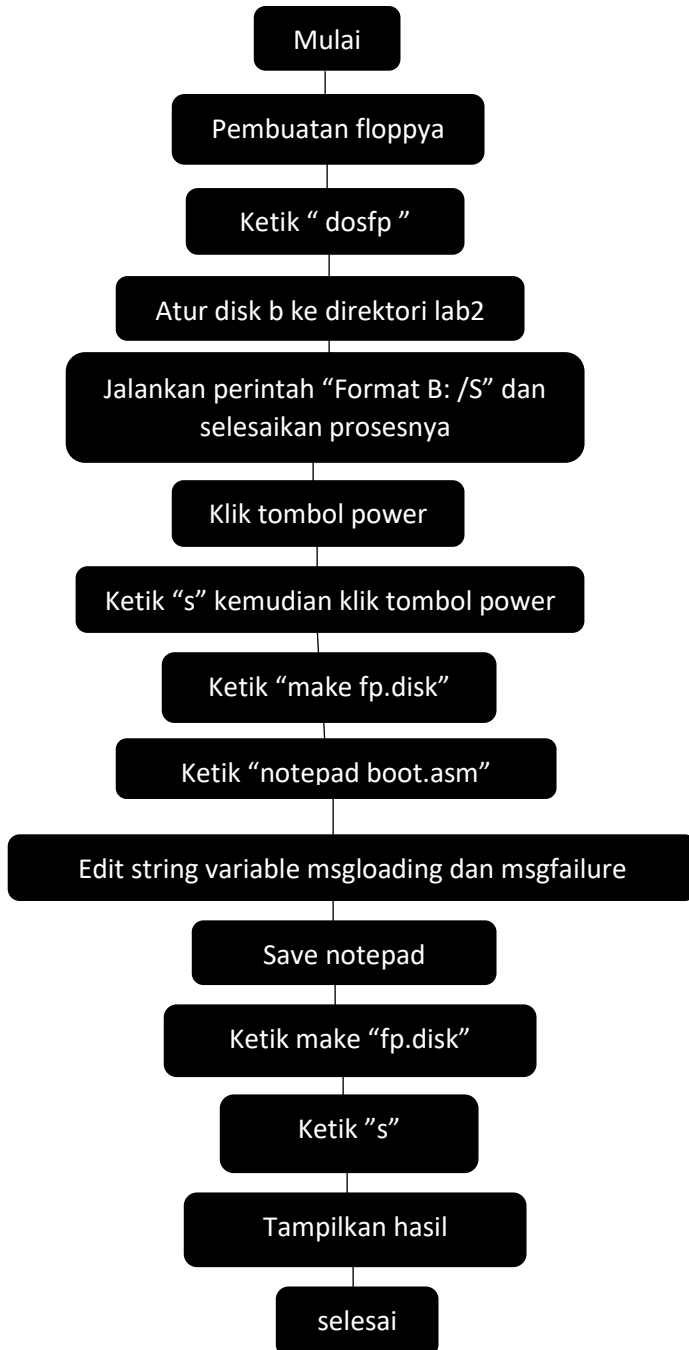 Mulai
Pembuatan floppya
Ketik “ dosfp ”
Atur disk b ke direktori lab2
Jalankan perintah “Format B: /S” dan
selesaikan prosesnya
Klik tombol power
Ketik “s” kemudian klik tombol power
Ketik “make fp.disk”
Ketik “notepad boot.asm”
Edit string variable msgloading dan msgfailure
Save notepad
Ketik make “fp.disk”
Ketik ”s”
Tampilkan hasil
selesai